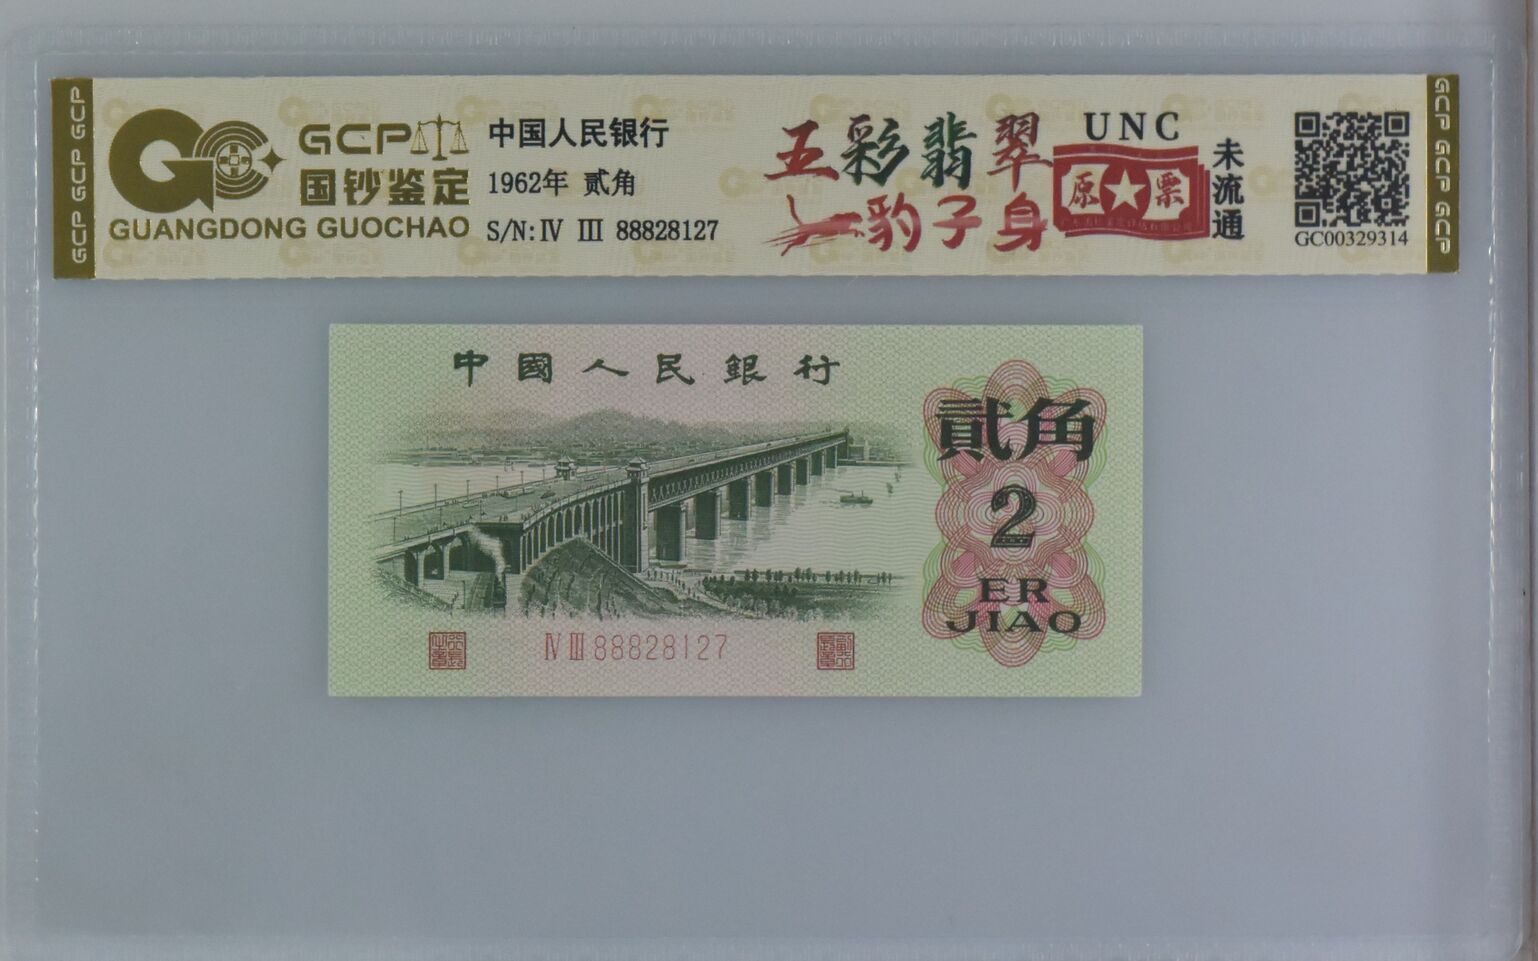 GCP GCP GCP
GCP
国钞鉴定
GUANGDONG GUOCHAO
中国人民银行
1962年 贰角
S/N:Ⅳ Ⅲ 88828127
五彩翡翠
豹子身
UNC
原票
未流通
GC00329314
GCP GCP GCP
中國人民銀行
貳角
2
ER
JIAO
Ⅳ Ⅲ 88828127